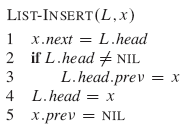 LIST-INSERT(L, x)
1 x.next = L.head
2 if L.head ≠ NIL
3 L.head.prev = x
4 L.head = x
5 x.prev = NIL